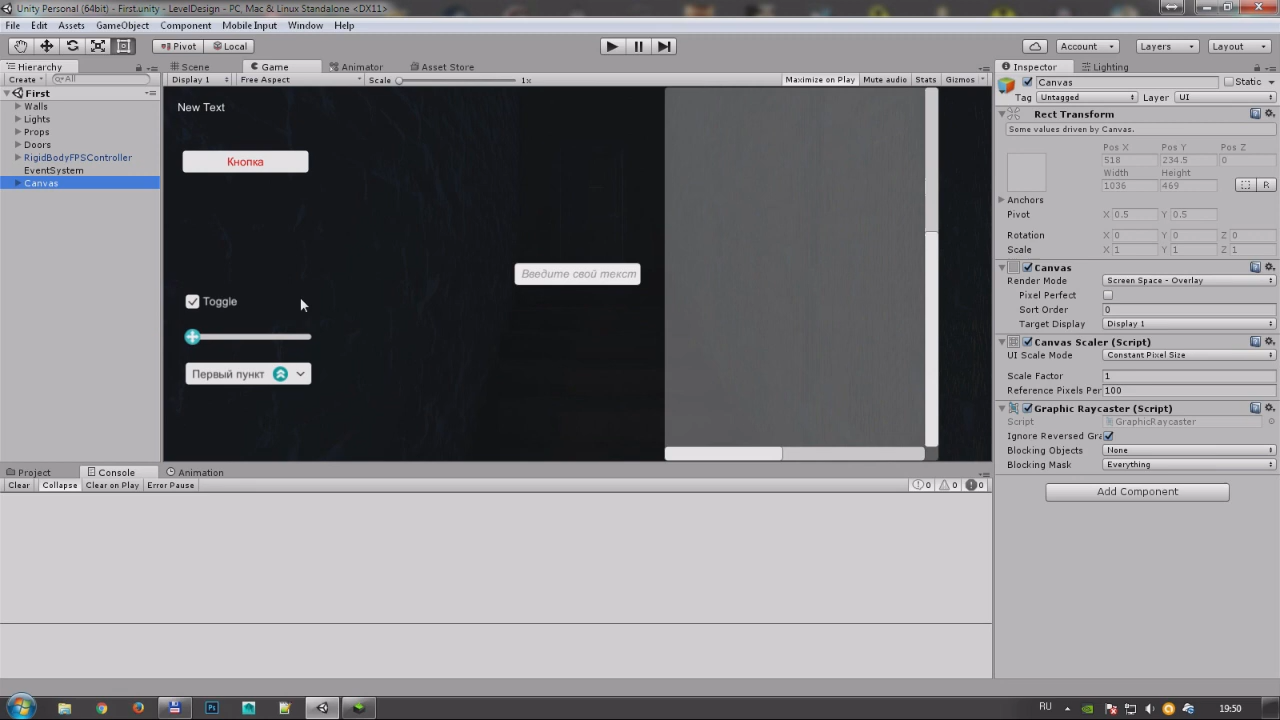 Unity Personal (64bit) - First.unity - LevelDesign - PC, Mac & Linux Standalone <DX11>
File Edit Assets GameObject Component Mobile Input Window Help
Pivot Local Account Layers Layout
Hierarchy Scene Game Animator Asset Store Inspector Lighting
Create All Display 1 Free Aspect Scale 1x Maximize on Play Mute audio Stats Gizmos
First
Walls
Lights
Props
Doors
RigidBodyFPSController
EventSystem
Canvas
New Text
Кнопка
Введите свой текст
Toggle
Первый пункт
Canvas Static
Tag Untagged Layer UI
Rect Transform
Some values driven by Canvas.
Pos X Pos Y Pos Z
518 234.5 0
Width Height
1036 469
R
Anchors
Pivot X 0.5 Y 0.5
Rotation X 0 Y 0 Z 0
Scale X 1 Y 1 Z 1
Canvas
Render Mode Screen Space - Overlay
Pixel Perfect
Sort Order 0
Target Display Display 1
Canvas Scaler (Script)
UI Scale Mode Constant Pixel Size
Scale Factor 1
Reference Pixels Per 100
Graphic Raycaster (Script)
Script GraphicRaycaster
Ignore Reversed Gra
Blocking Objects None
Blocking Mask Everything
Add Component
Project Console Animation
Clear Collapse Clear on Play Error Pause 0 0 0
Ps RU 19:50